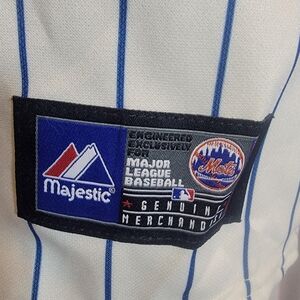 Majestic®
ENGINEERED
EXCLUSIVELY
FOR
MAJOR
LEAGUE
BASEBALL
Mets
GENUINE
MERCHANDISE